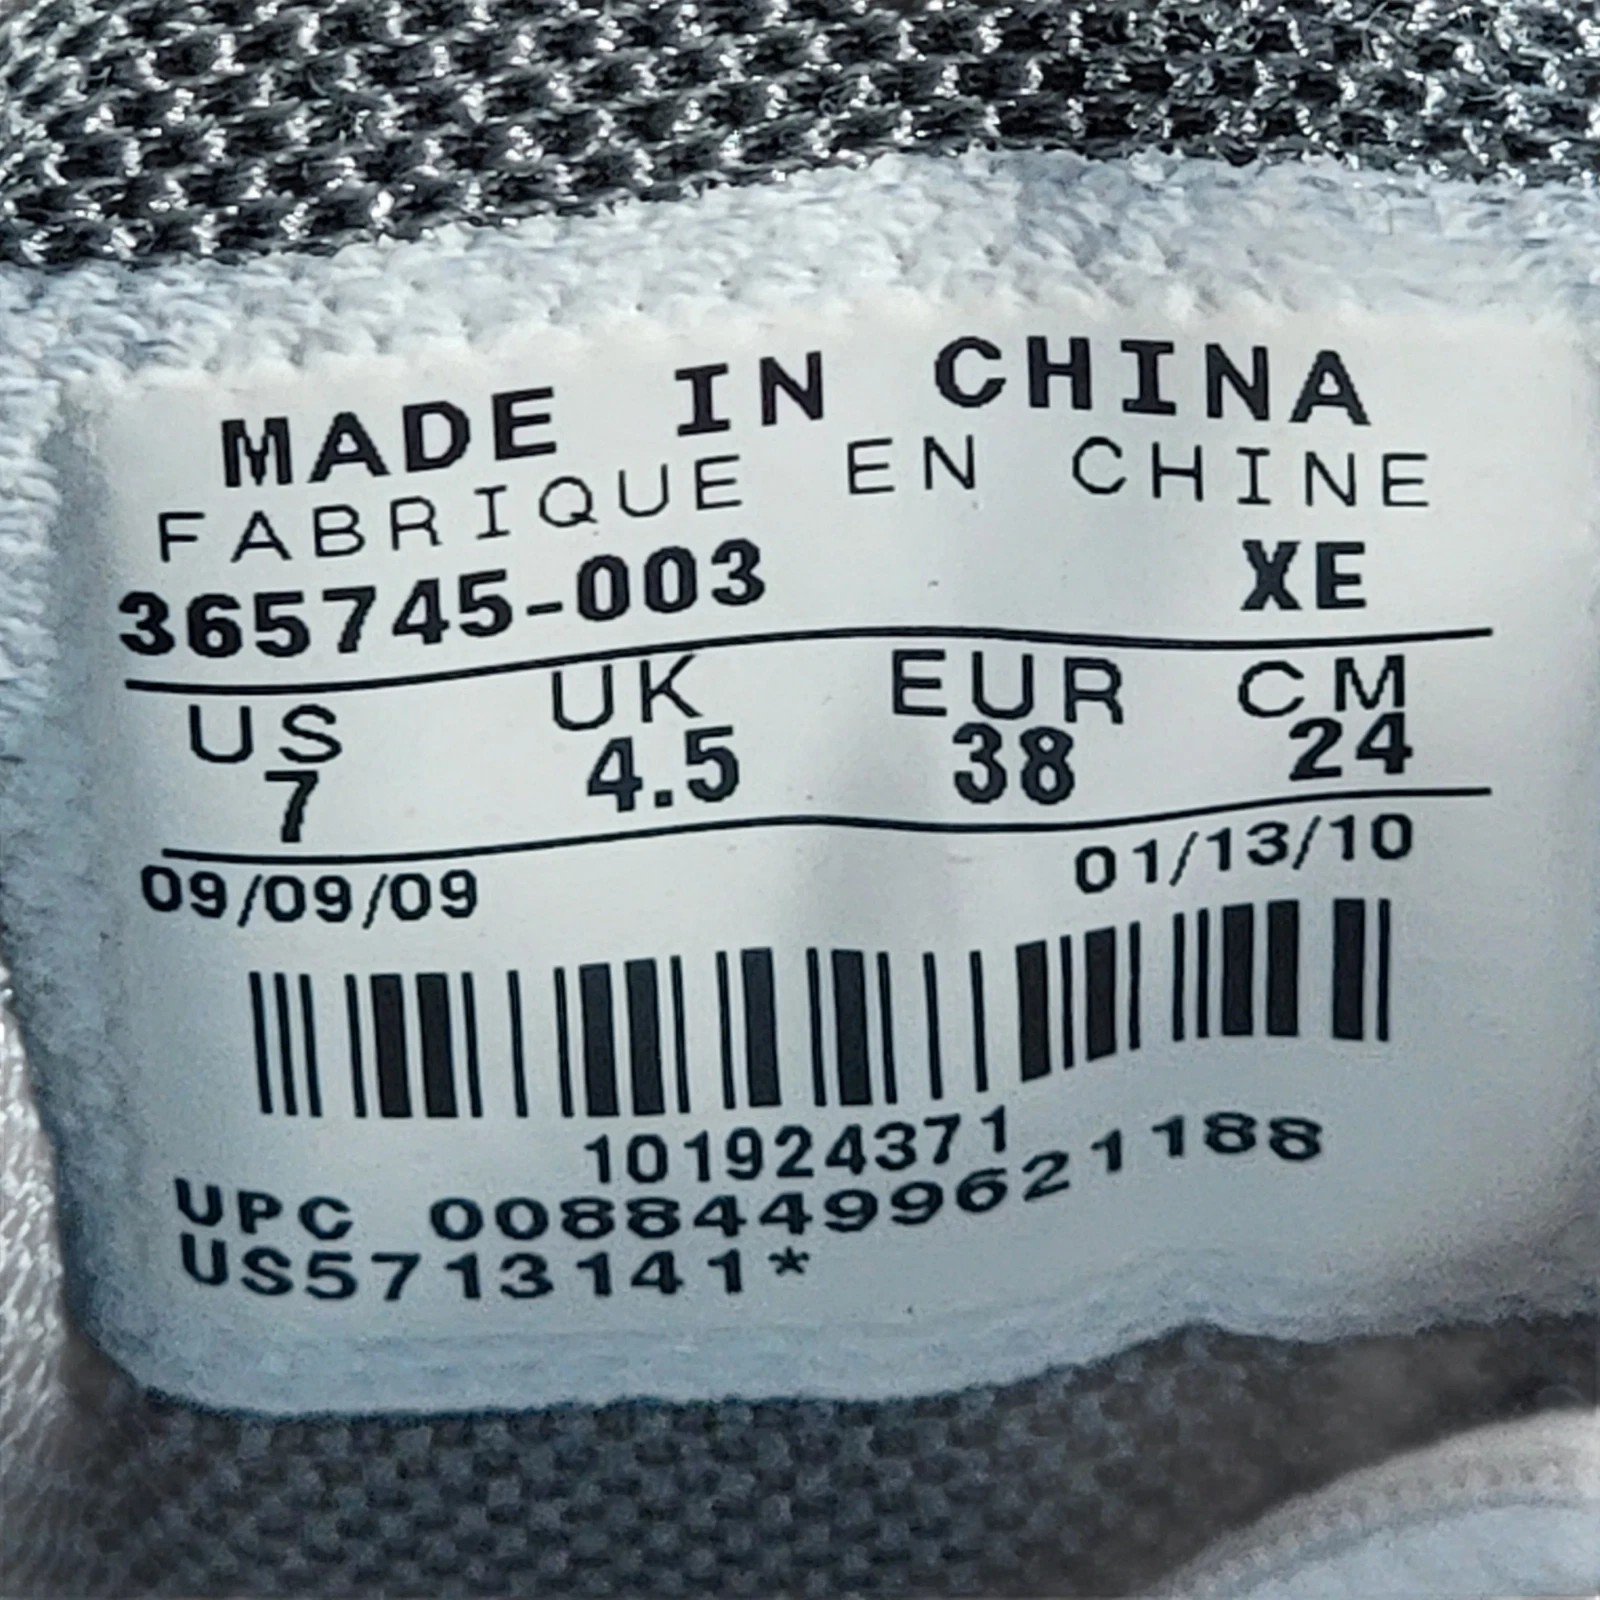 MADE IN CHINA
FABRIQUE EN CHINE
365745-003 XE
US UK EUR CM
7 4.5 38 24
09/09/09 01/13/10
101924371
UPC 00884499621188
US5713141*